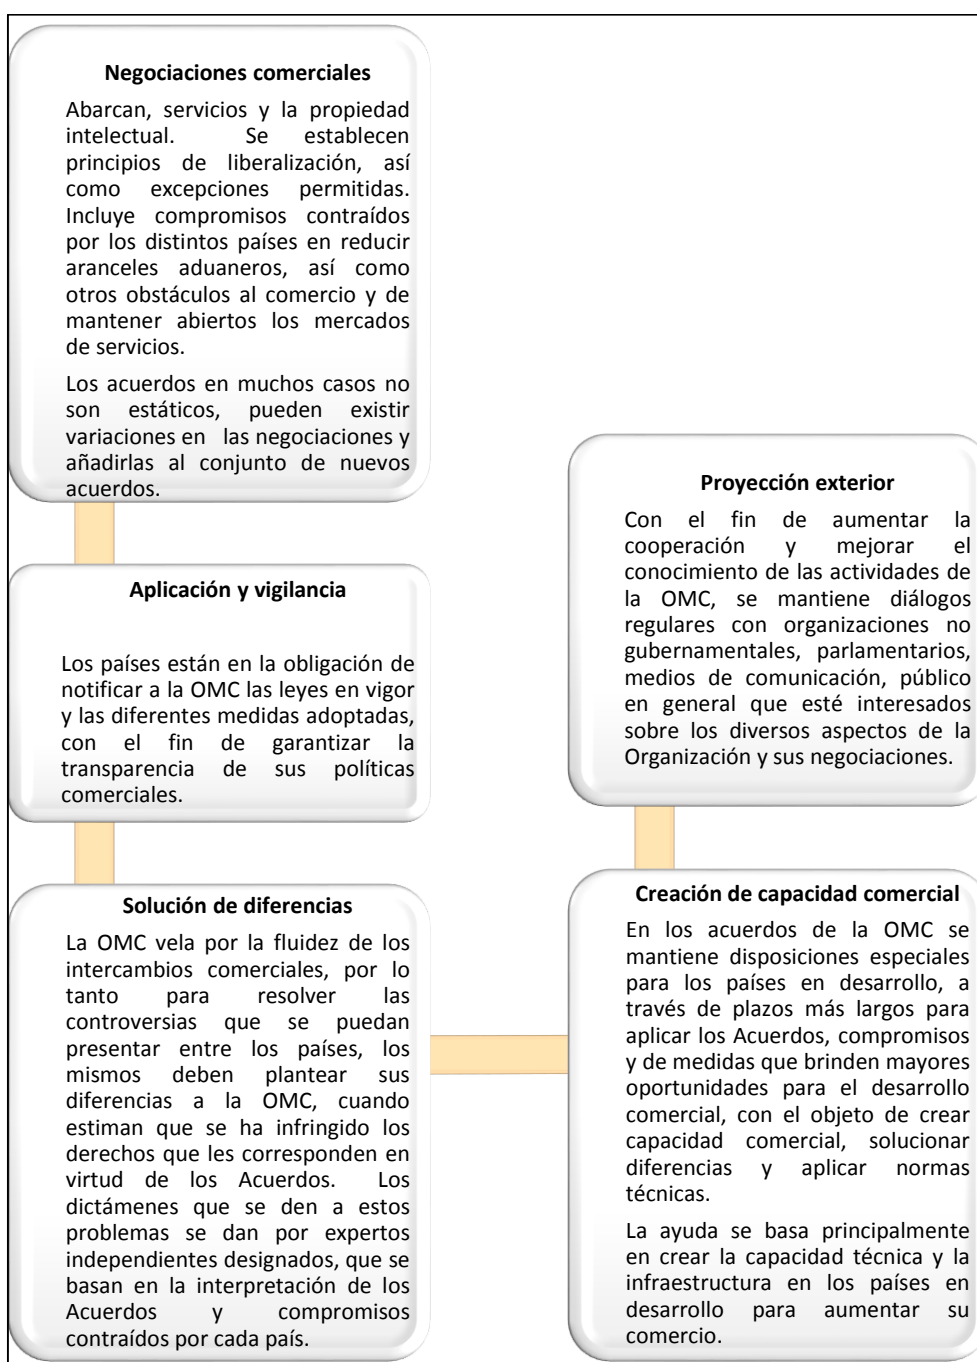 Negociaciones comerciales
Abarcan, servicios y la propiedad
intelectual. Se establecen
principios de liberalización, así
como excepciones permitidas.
Incluye compromisos contraídos
por los distintos países en reducir
aranceles aduaneros, así como
otros obstáculos al comercio y de
mantener abiertos los mercados
de servicios.
Los acuerdos en muchos casos no
son estáticos, pueden existir
variaciones en las negociaciones y
añadirlas al conjunto de nuevos
acuerdos.
Aplicación y vigilancia
Los países están en la obligación de
notificar a la OMC las leyes en vigor
y las diferentes medidas adoptadas,
con el fin de garantizar la
transparencia de sus políticas
comerciales.
Solución de diferencias
La OMC vela por la fluidez de los
intercambios comerciales, por lo
tanto para resolver las
controversias que se puedan
presentar entre los países, los
mismos deben plantear sus
diferencias a la OMC, cuando
estiman que se ha infringido los
derechos que les corresponden en
virtud de los Acuerdos. Los
dictámenes que se den a estos
problemas se dan por expertos
independientes designados, que se
basan en la interpretación de los
Acuerdos y compromisos
contraídos por cada país.
Creación de capacidad comercial
En los acuerdos de la OMC se
mantiene disposiciones especiales
para los países en desarrollo, a
través de plazos más largos para
aplicar los Acuerdos, compromisos
y de medidas que brinden mayores
oportunidades para el desarrollo
comercial, con el objeto de crear
capacidad comercial, solucionar
diferencias y aplicar normas
técnicas.
La ayuda se basa principalmente
en crear la capacidad técnica y la
infraestructura en los países en
desarrollo para aumentar su
comercio.
Proyección exterior
Con el fin de aumentar la
cooperación y mejorar el
conocimiento de las actividades de
la OMC, se mantiene diálogos
regulares con organizaciones no
gubernamentales, parlamentarios,
medios de comunicación, público
en general que esté interesados
sobre los diversos aspectos de la
Organización y sus negociaciones.